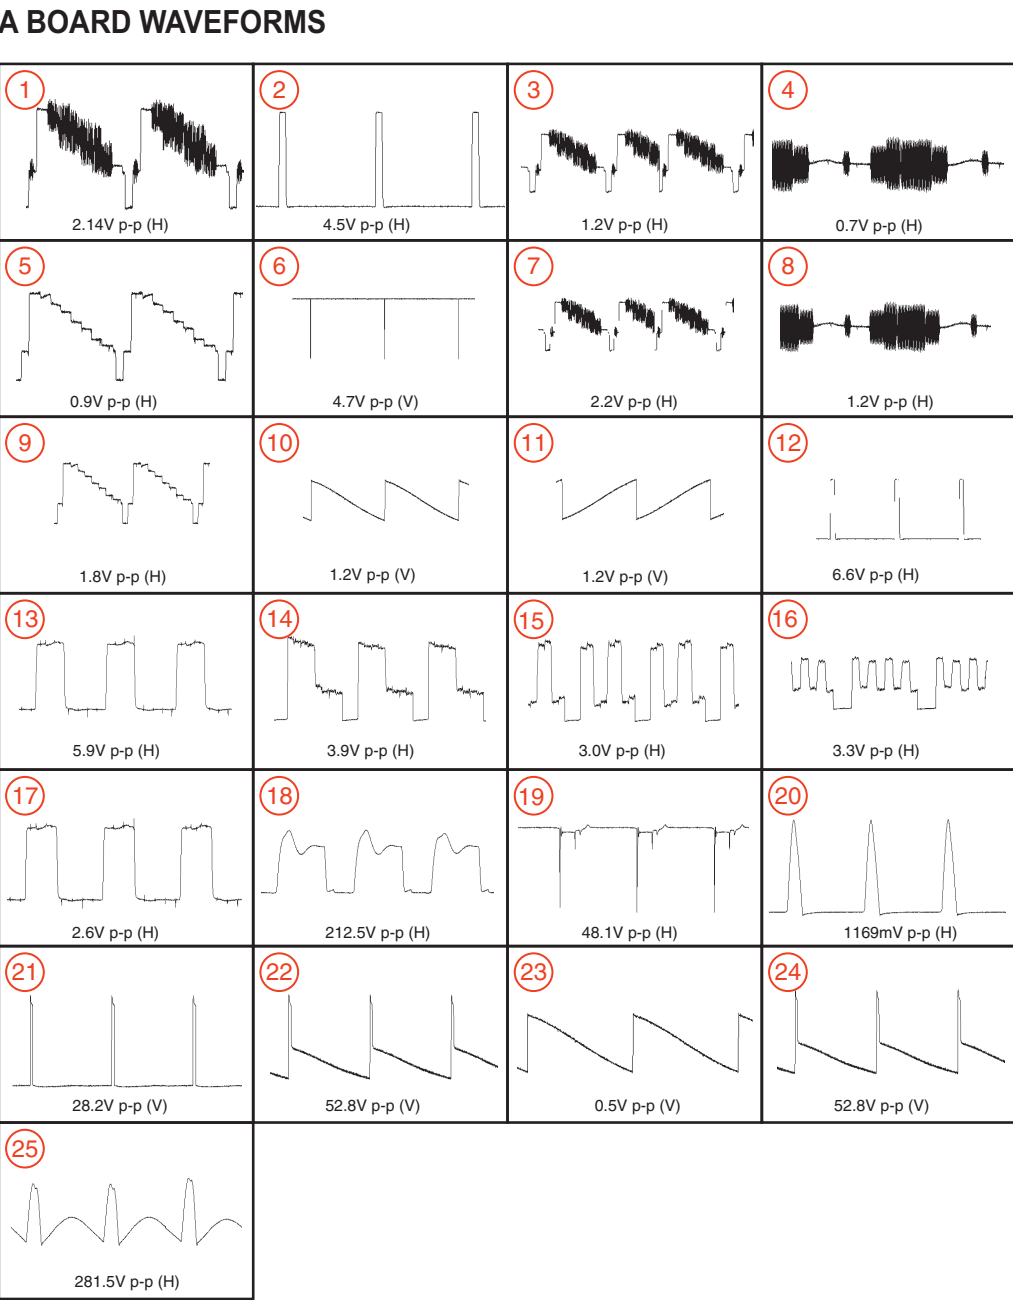 A BOARD WAVEFORMS
1 2 3 4
2.14V p-p (H) 4.5V p-p (H) 1.2V p-p (H) 0.7V p-p (H)
5 6 7 8
0.9V p-p (H) 4.7V p-p (V) 2.2V p-p (H) 1.2V p-p (H)
9 10 11 12
1.8V p-p (H) 1.2V p-p (V) 1.2V p-p (V) 6.6V p-p (H)
13 14 15 16
5.9V p-p (H) 3.9V p-p (H) 3.0V p-p (H) 3.3V p-p (H)
17 18 19 20
2.6V p-p (H) 212.5V p-p (H) 48.1V p-p (H) 1169mV p-p (H)
21 22 23 24
28.2V p-p (V) 52.8V p-p (V) 0.5V p-p (V) 52.8V p-p (V)
25
281.5V p-p (H)